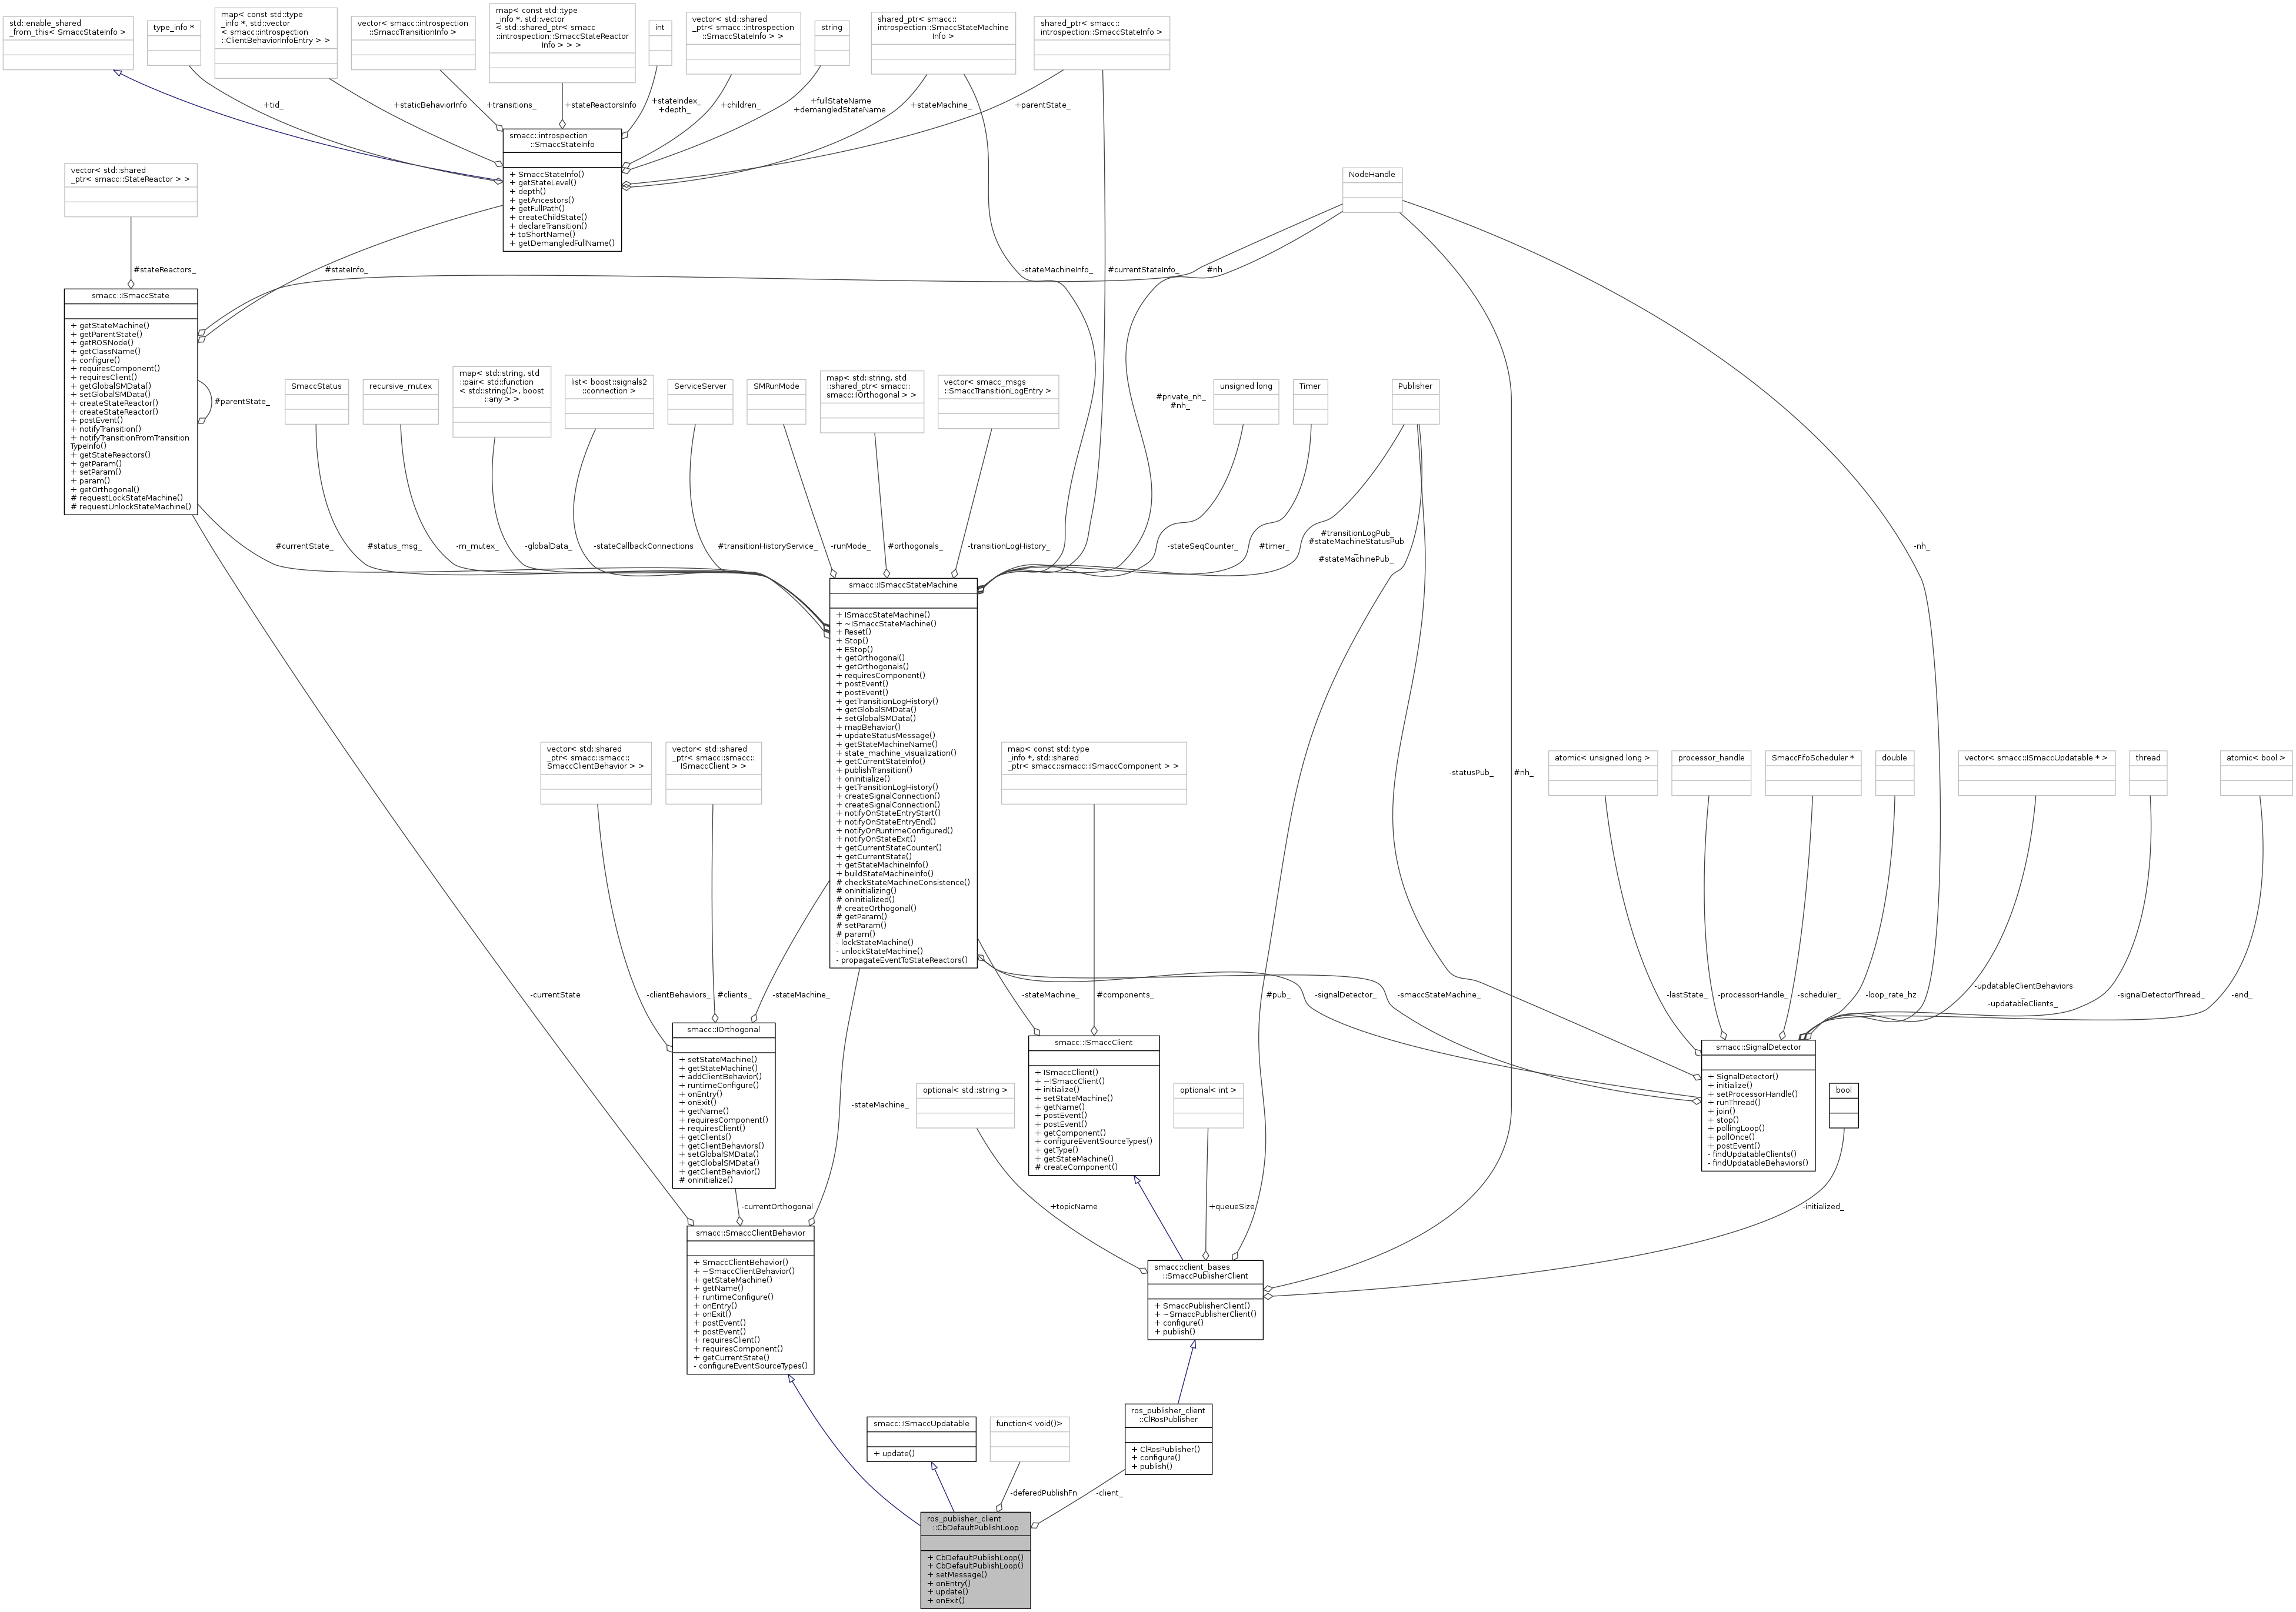 std::enable_shared
_from_this< SmaccStateInfo >
type_info *
map< const std::type
_info *, std::vector
< smacc::introspection
::ClientBehaviorInfoEntry > >
vector< smacc::introspection
::SmaccTransitionInfo >
map< const std::type
_info *, std::vector
< std::shared_ptr< smacc
::introspection::SmaccStateReactor
Info > > >
int
vector< std::shared
_ptr< smacc::introspection
::SmaccStateInfo > >
string
shared_ptr< smacc::
introspection::SmaccStateMachine
Info >
shared_ptr< smacc::
introspection::SmaccStateInfo >
+tid_
+staticBehaviorInfo
+transitions_
+stateReactorsInfo
+stateIndex_
+depth_
+children_
+fullStateName
+demangledStateName
+stateMachine_
+parentState_
smacc::introspection
::SmaccStateInfo
+ SmaccStateInfo()
+ getStateLevel()
+ depth()
+ getAncestors()
+ getFullPath()
+ createChildState()
+ declareTransition()
+ toShortName()
+ getDemangledFullName()
vector< std::shared
_ptr< smacc::StateReactor > >
NodeHandle
#stateReactors_
#stateInfo_
-stateMachineInfo_
#currentStateInfo_
#nh
smacc::ISmaccState
+ getStateMachine()
+ getParentState()
+ getROSNode()
+ getClassName()
+ configure()
+ requiresComponent()
+ requiresClient()
+ getGlobalSMData()
+ setGlobalSMData()
+ createStateReactor()
+ createStateReactor()
+ postEvent()
+ notifyTransition()
+ notifyTransitionFromTransition
TypeInfo()
+ getStateReactors()
+ getParam()
+ setParam()
+ param()
+ getOrthogonal()
# requestLockStateMachine()
# requestUnlockStateMachine()
#parentState_
SmaccStatus
recursive_mutex
map< std::string, std
::pair< std::function
< std::string()>, boost
::any > >
list< boost::signals2
::connection >
ServiceServer
SMRunMode
map< std::string, std
::shared_ptr< smacc::
smacc::IOrthogonal > >
vector< smacc_msgs
::SmaccTransitionLogEntry >
#private_nh_
#nh_
unsigned long
Timer
Publisher
#currentState_
#status_msg_
-m_mutex_
-globalData_
-stateCallbackConnections
#transitionHistoryService_
-runMode_
#orthogonals_
-transitionLogHistory_
-stateSeqCounter_
#timer_
#transitionLogPub_
#stateMachineStatusPub
_
#stateMachinePub_
-nh_
smacc::ISmaccStateMachine
+ ISmaccStateMachine()
+ ~ISmaccStateMachine()
+ Reset()
+ Stop()
+ EStop()
+ getOrthogonal()
+ getOrthogonals()
+ requiresComponent()
+ postEvent()
+ postEvent()
+ getTransitionLogHistory()
+ getGlobalSMData()
+ setGlobalSMData()
+ mapBehavior()
+ updateStatusMessage()
+ getStateMachineName()
+ state_machine_visualization()
+ getCurrentStateInfo()
+ publishTransition()
+ onInitialize()
+ getTransitionLogHistory()
+ createSignalConnection()
+ createSignalConnection()
+ notifyOnStateEntryStart()
+ notifyOnStateEntryEnd()
+ notifyOnRuntimeConfigured()
+ notifyOnStateExit()
+ getCurrentStateCounter()
+ getCurrentState()
+ getStateMachineInfo()
+ buildStateMachineInfo()
# checkStateMachineConsistence()
# onInitializing()
# onInitialized()
# createOrthogonal()
# getParam()
# setParam()
# param()
- lockStateMachine()
- unlockStateMachine()
- propagateEventToStateReactors()
vector< std::shared
_ptr< smacc::smacc::
SmaccClientBehavior > >
vector< std::shared
_ptr< smacc::smacc::
ISmaccClient > >
map< const std::type
_info *, std::shared
_ptr< smacc::smacc::ISmaccComponent > >
-statusPub_
#nh_
atomic< unsigned long >
processor_handle
SmaccFifoScheduler *
double
vector< smacc::ISmaccUpdatable * >
thread
atomic< bool >
-currentState
-clientBehaviors_
#clients_
-stateMachine_
-stateMachine_
#components_
#pub_
-signalDetector_
-smaccStateMachine_
-lastState_
-processorHandle_
-scheduler_
-loop_rate_hz
-updatableClientBehaviors
_
-updatableClients_
-signalDetectorThread_
-end_
smacc::IOrthogonal
+ setStateMachine()
+ getStateMachine()
+ addClientBehavior()
+ runtimeConfigure()
+ onEntry()
+ onExit()
+ getName()
+ requiresComponent()
+ requiresClient()
+ getClients()
+ getClientBehaviors()
+ setGlobalSMData()
+ getGlobalSMData()
+ getClientBehavior()
# onInitialize()
-stateMachine_
optional< std::string >
smacc::ISmaccClient
+ ISmaccClient()
+ ~ISmaccClient()
+ initialize()
+ setStateMachine()
+ getName()
+ postEvent()
+ postEvent()
+ getComponent()
+ configureEventSourceTypes()
+ getType()
+ getStateMachine()
# createComponent()
optional< int >
smacc::SignalDetector
+ SignalDetector()
+ initialize()
+ setProcessorHandle()
+ runThread()
+ join()
+ stop()
+ pollingLoop()
+ pollOnce()
+ postEvent()
- findUpdatableClients()
- findUpdatableBehaviors()
bool
-currentOrthogonal
+topicName
+queueSize
-initialized_
smacc::SmaccClientBehavior
+ SmaccClientBehavior()
+ ~SmaccClientBehavior()
+ getStateMachine()
+ getName()
+ runtimeConfigure()
+ onEntry()
+ onExit()
+ postEvent()
+ postEvent()
+ requiresClient()
+ requiresComponent()
+ getCurrentState()
- configureEventSourceTypes()
smacc::client_bases
::SmaccPublisherClient
+ SmaccPublisherClient()
+ ~SmaccPublisherClient()
+ configure()
+ publish()
smacc::ISmaccUpdatable
+ update()
function< void()>
ros_publisher_client
::ClRosPublisher
+ ClRosPublisher()
+ configure()
+ publish()
-deferedPublishFn
-client_
ros_publisher_client
::CbDefaultPublishLoop
+ CbDefaultPublishLoop()
+ CbDefaultPublishLoop()
+ setMessage()
+ onEntry()
+ update()
+ onExit()